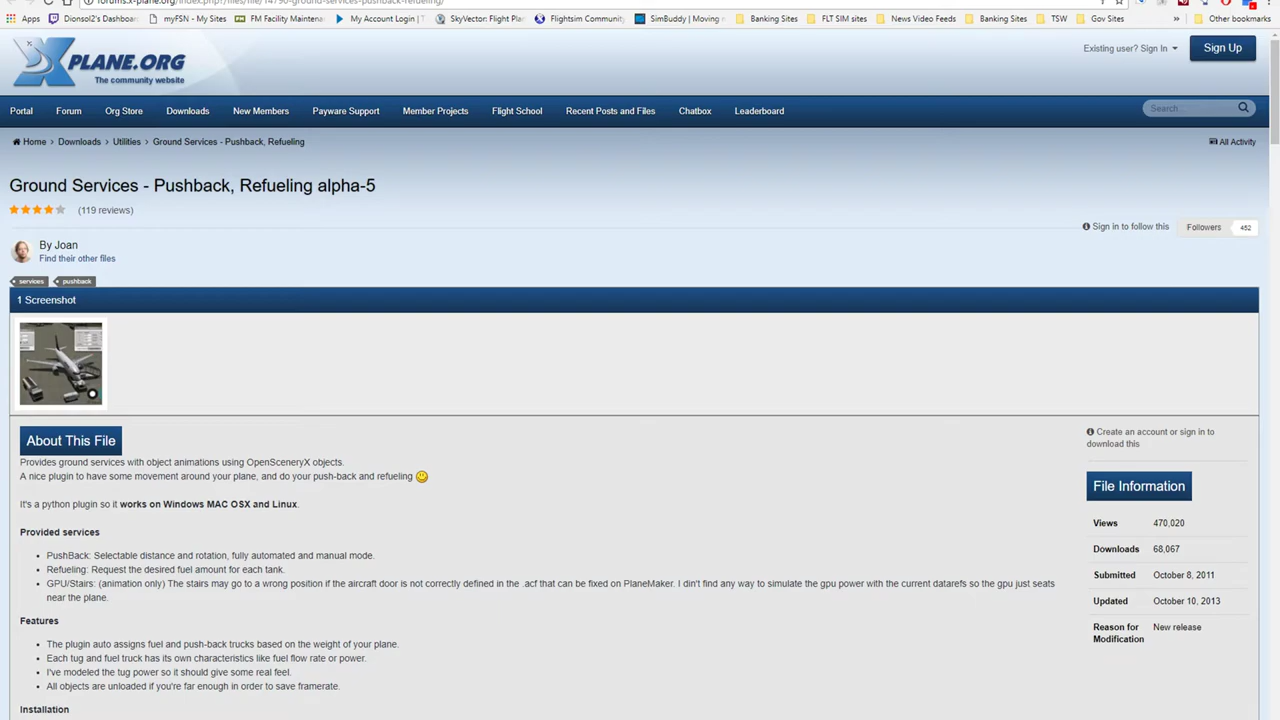 forums.x-plane.org/index.php?/files/file/14790-ground-services-pushback-refueling/
Apps Dionsol2's Dashboard myFSN - My Sites FM Facility Maintenance My Account Login | SkyVector: Flight Plan Flightsim Community SimBuddy | Moving Banking Sites FLT SIM sites News Video Feeds Banking Sites TSW Gov Sites » Other bookmarks
X PLANE.ORG
The community website
Existing user? Sign In Sign Up
Portal Forum Org Store Downloads New Members Payware Support Member Projects Flight School Recent Posts and Files Chatbox Leaderboard Search...
Home > Downloads > Utilities > Ground Services - Pushback, Refueling All Activity
Ground Services - Pushback, Refueling alpha-5
(119 reviews)
Sign in to follow this Followers 452
By Joan
Find their other files
services pushback
1 Screenshot
About This File
Provides ground services with object animations using OpenSceneryX objects.
A nice plugin to have some movement around your plane, and do your push-back and refueling
It's a python plugin so it works on Windows MAC OSX and Linux.
Provided services
PushBack: Selectable distance and rotation, fully automated and manual mode.
Refueling: Request the desired fuel amount for each tank.
GPU/Stairs: (animation only) The stairs may go to a wrong position if the aircraft door is not correctly defined in the .acf that can be fixed on PlaneMaker. I din't find any way to simulate the gpu power with the current datarefs so the gpu just seats
near the plane.
Features
The plugin auto assigns fuel and push-back trucks based on the weight of your plane.
Each tug and fuel truck has its own characteristics like fuel flow rate or power.
I've modeled the tug power so it should give some real feel.
All objects are unloaded if you're far enough in order to save framerate.
Installation
Create an account or sign in to
download this
File Information
Views 470,020
Downloads 68,067
Submitted October 8, 2011
Updated October 10, 2013
Reason for New release
Modification